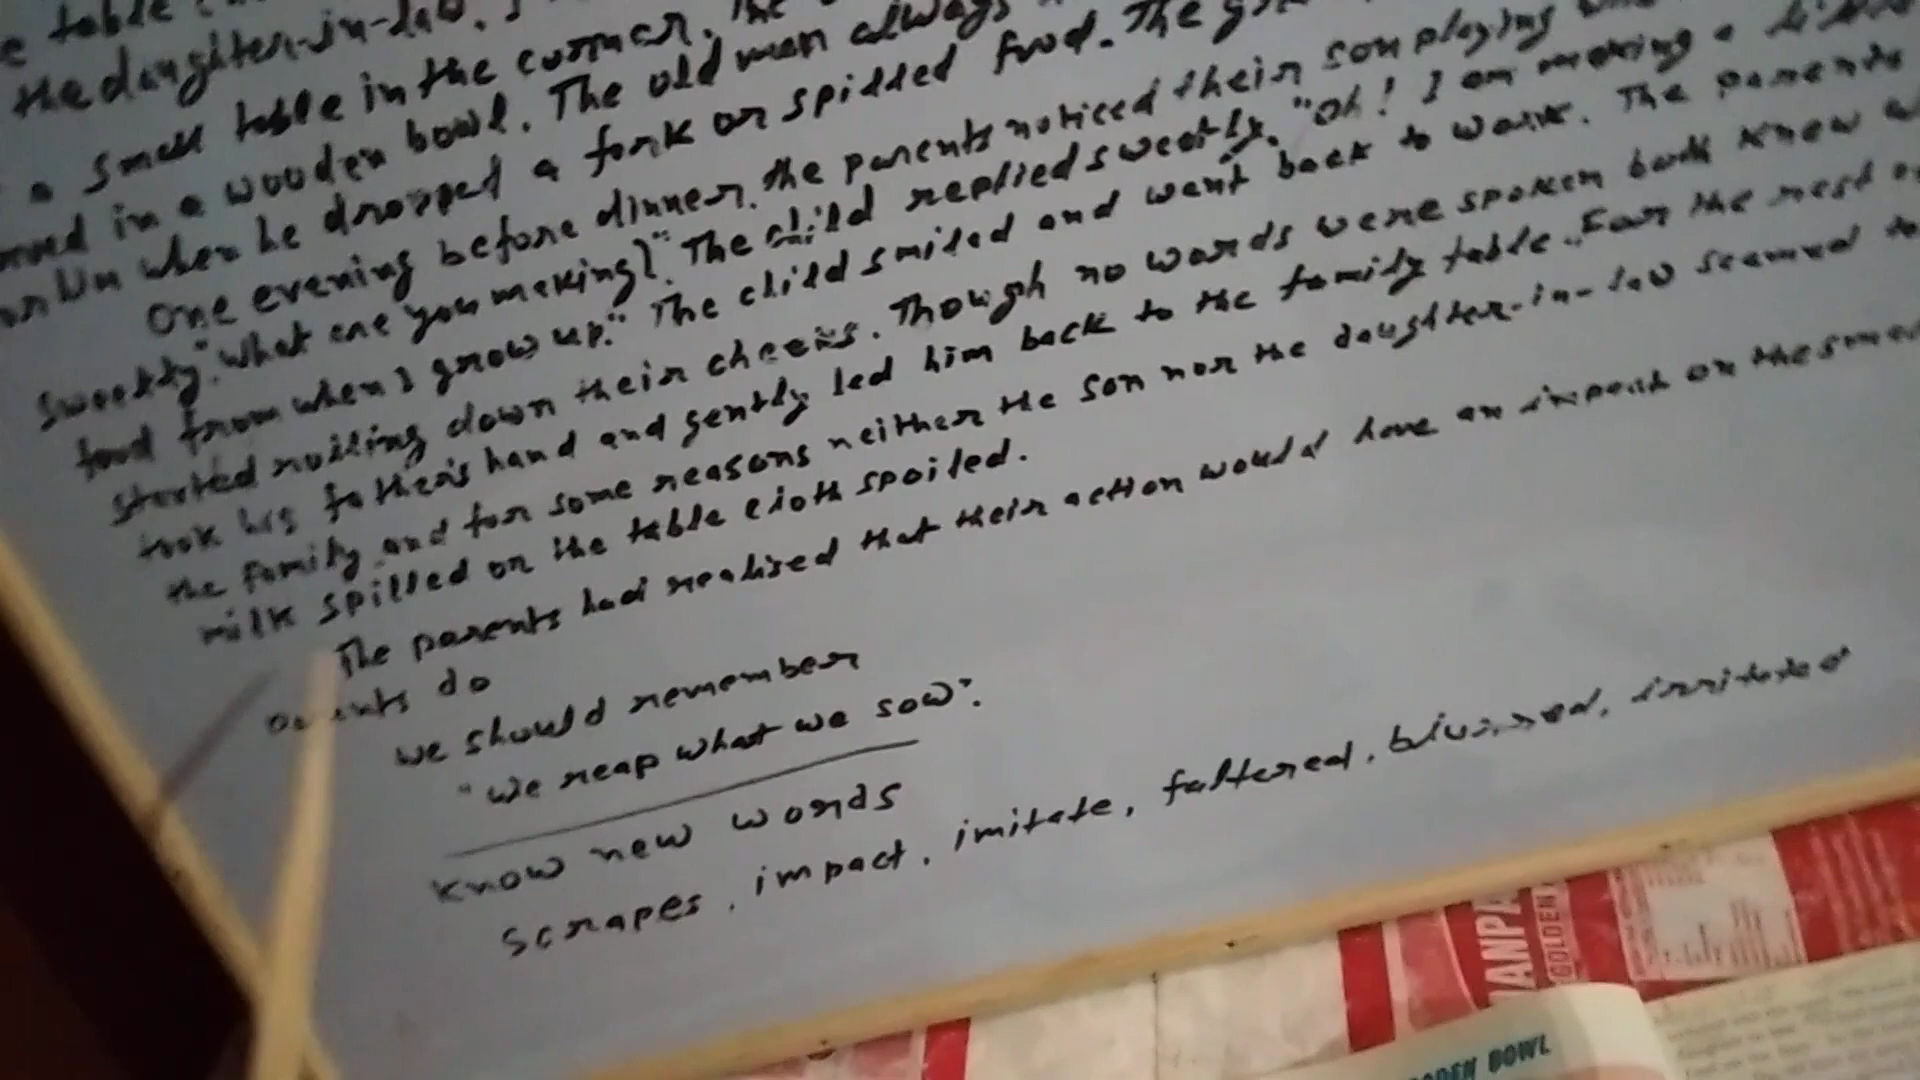 e table
the daughter-in-law.
a small table in the corner. The
in a wooden bowl. The old man always
when he dropped a fork or spilled food. The
One evening before dinner, the parents noticed their son playing
sweetly "What are you making?". The child replied sweetly. "Oh! I am making a
food from when I grow up." The child smiled and went back to work. The parents
started rolling down their cheeks. Though no words were spoken both knew
took his father's hand and gently led him back to the family table. For the rest
the family and for some reasons neither the son nor the daughter-in-law seemed to
milk spilled on the table cloth spoiled.
The parents had realised that their action would have an impact on the small
do
we should remember
"we reap what we sow".
know new words
scrapes, impact, imitate, faltered, irritated
ANPA
GOLDEN
ODEN BOWL